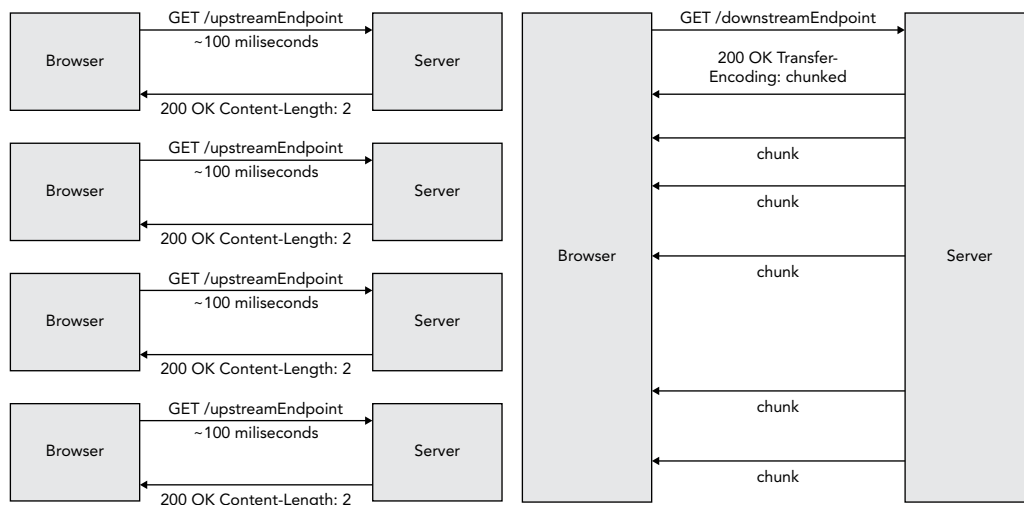 GET /upstreamEndpoint
~100 miliseconds
Browser
Server
200 OK Content-Length: 2
GET /upstreamEndpoint
~100 miliseconds
Browser
Server
200 OK Content-Length: 2
GET /upstreamEndpoint
~100 miliseconds
Browser
Server
200 OK Content-Length: 2
GET /upstreamEndpoint
~100 miliseconds
Browser
Server
200 OK Content-Length: 2
GET /downstreamEndpoint
200 OK Transfer-
Encoding: chunked
chunk
chunk
Browser
chunk
Server
chunk
chunk